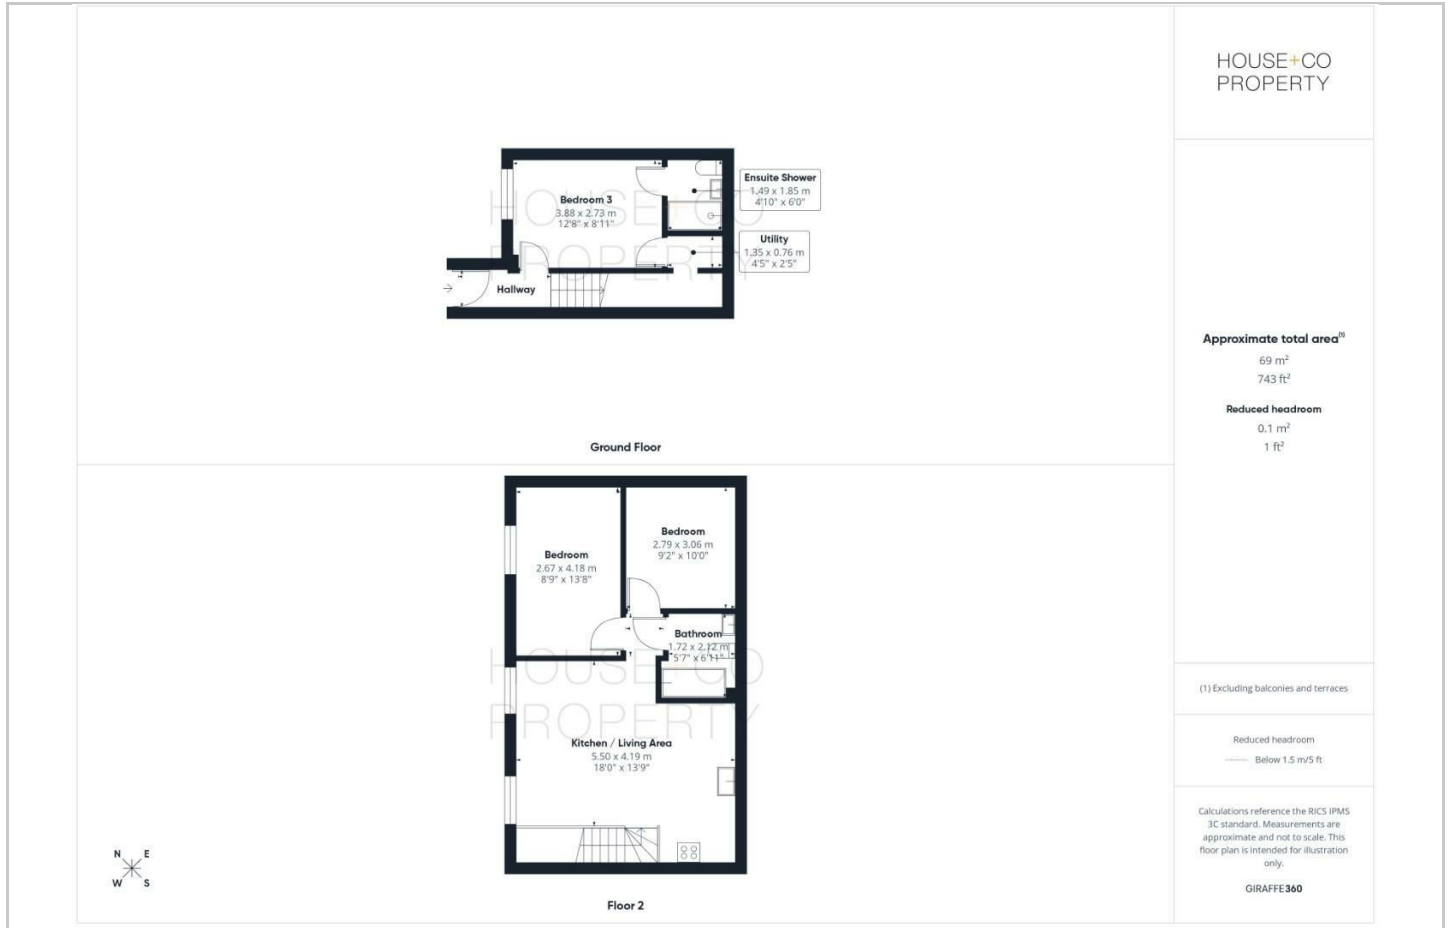 HOUSE+CO
PROPERTY
Bedroom 3
3.88 x 2.73 m
12'8" x 8'11"
Ensuite Shower
1.49 x 1.85 m
4'10" x 6'0"
Utility
1.35 x 0.76 m
4'5" x 2'5"
Hallway
HOUSE+CO
PROPERTY
Ground Floor
Bedroom
2.79 x 3.06 m
9'2" x 10'0"
Bedroom
2.67 x 4.18 m
8'9" x 13'8"
Bathroom
1.72 x 2.12 m
5'7" x 6'11"
HOUSE+CO
PROPERTY
Kitchen / Living Area
5.50 x 4.19 m
18'0" x 13'9"
N E
W S
Floor 2
Approximate total area(1)
69 m²
743 ft²
Reduced headroom
0.1 m²
1 ft²
(1) Excluding balconies and terraces
Reduced headroom
Below 1.5 m/5 ft
Calculations reference the RICS IPMS
3C standard. Measurements are
approximate and not to scale. This
floor plan is intended for illustration
only.
GIRAFFE360